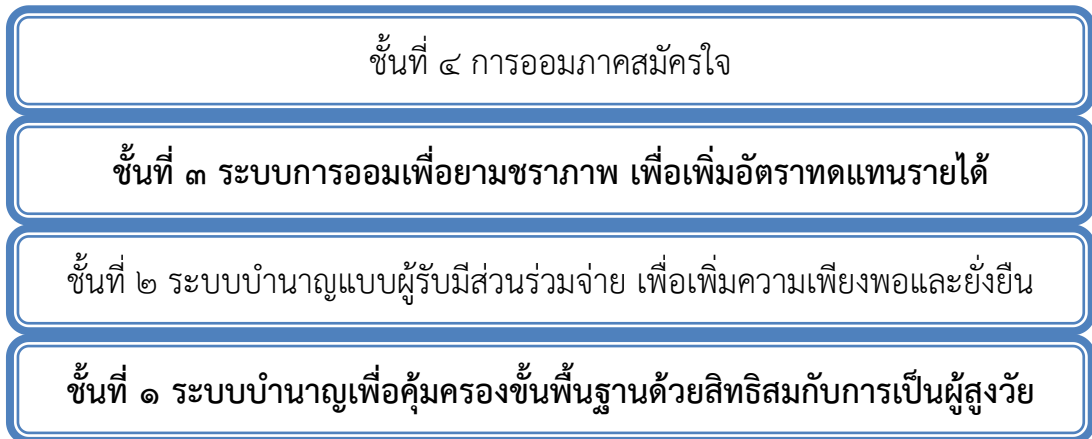 ชั้นที่ ๔ การออมภาคสมัครใจ
ชั้นที่ ๓ ระบบการออมเพื่อยามชราภาพ เพื่อเพิ่มอัตราทดแทนรายได้
ชั้นที่ ๒ ระบบบำนาญแบบผู้รับมีส่วนร่วมจ่าย เพื่อเพิ่มความเพียงพอและยั่งยืน
ชั้นที่ ๑ ระบบบำนาญเพื่อคุ้มครองขั้นพื้นฐานด้วยสิทธิสมกับการเป็นผู้สูงวัย